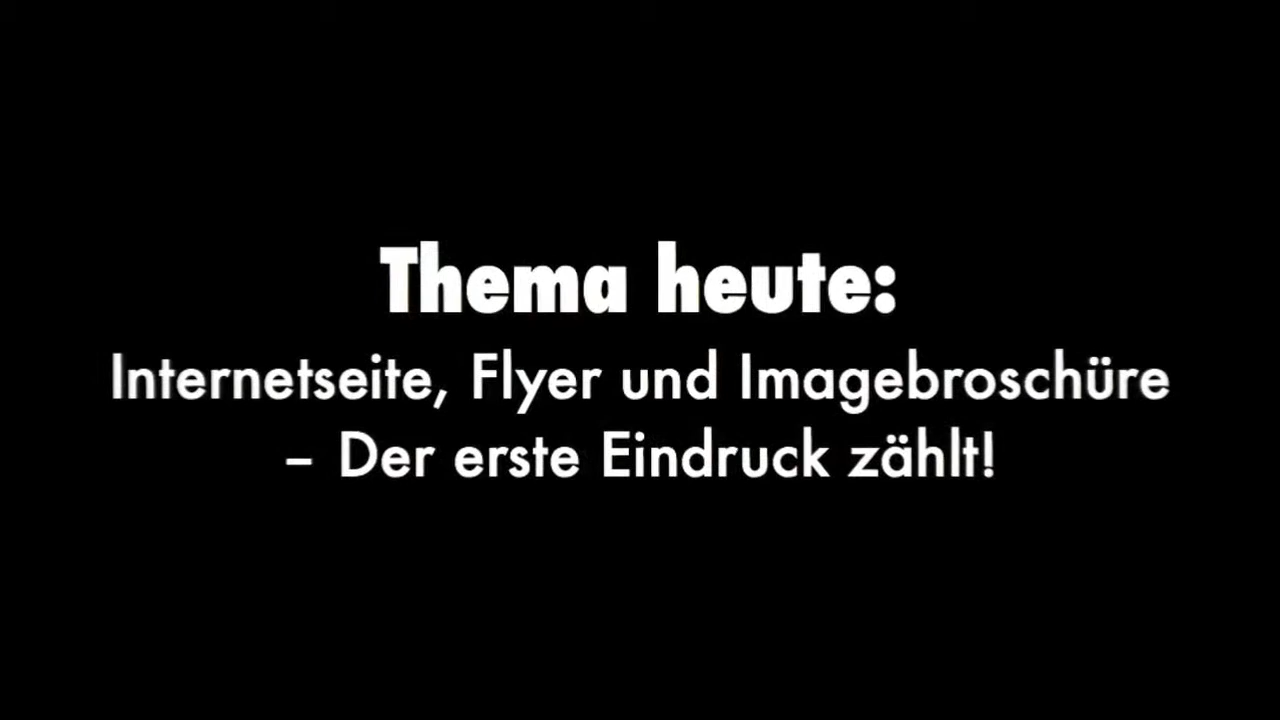 Thema heute:
Internetseite, Flyer und Imagebroschüre
– Der erste Eindruck zählt!